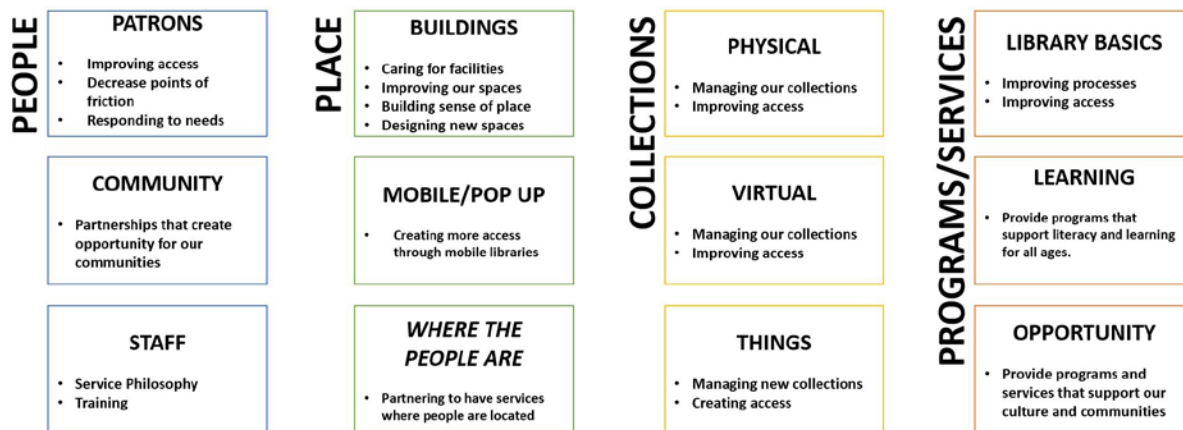 PEOPLE
PATRONS
• Improving access
• Decrease points of
friction
• Responding to needs
COMMUNITY
• Partnerships that create
opportunity for our
communities
STAFF
• Service Philosophy
• Training
PLACE
BUILDINGS
• Caring for facilities
• Improving our spaces
• Building sense of place
• Designing new spaces
MOBILE/POP UP
• Creating more access
through mobile libraries
WHERE THE
PEOPLE ARE
• Partnering to have services
where people are located
COLLECTIONS
PHYSICAL
• Managing our collections
• Improving access
VIRTUAL
• Managing our collections
• Improving access
THINGS
• Managing new collections
• Creating access
PROGRAMS/SERVICES
LIBRARY BASICS
• Improving processes
• Improving access
LEARNING
• Provide programs that
support literacy and learning
for all ages.
OPPORTUNITY
• Provide programs and
services that support our
culture and communities